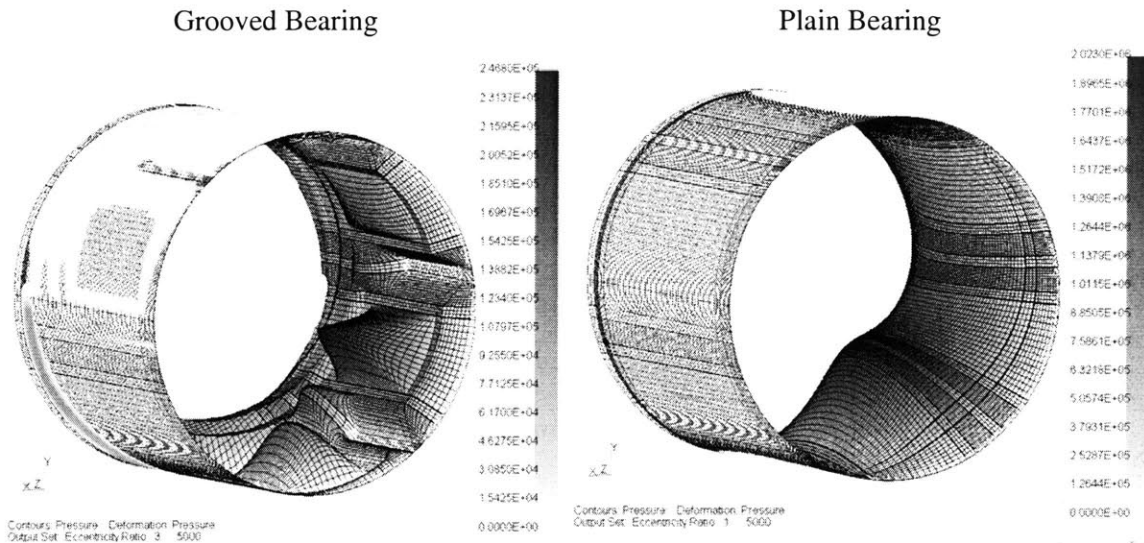 Grooved Bearing
Plain Bearing
2.4680E+05
2.3137E+05
2.1595E+05
2.0052E+05
1.8510E+05
1.6967E+05
1.5425E+05
1.3882E+05
1.2340E+05
1.0797E+05
9.2550E+04
7.7125E+04
6.1700E+04
4.6275E+04
3.0850E+04
1.5425E+04
0.0000E+00
Y
X Z
Contours: Pressure Deformation: Pressure
Output Set: Eccentricity Ratio .3 .5000
2.0230E+06
1.8965E+06
1.7701E+06
1.6437E+06
1.5172E+06
1.3908E+06
1.2644E+06
1.1379E+06
1.0115E+06
8.8505E+05
7.5861E+05
6.3218E+05
5.0574E+05
3.7931E+05
2.5287E+05
1.2644E+05
0.0000E+00
Y
X Z
Contours: Pressure Deformation: Pressure
Output Set: Eccentricity Ratio .1 .5000